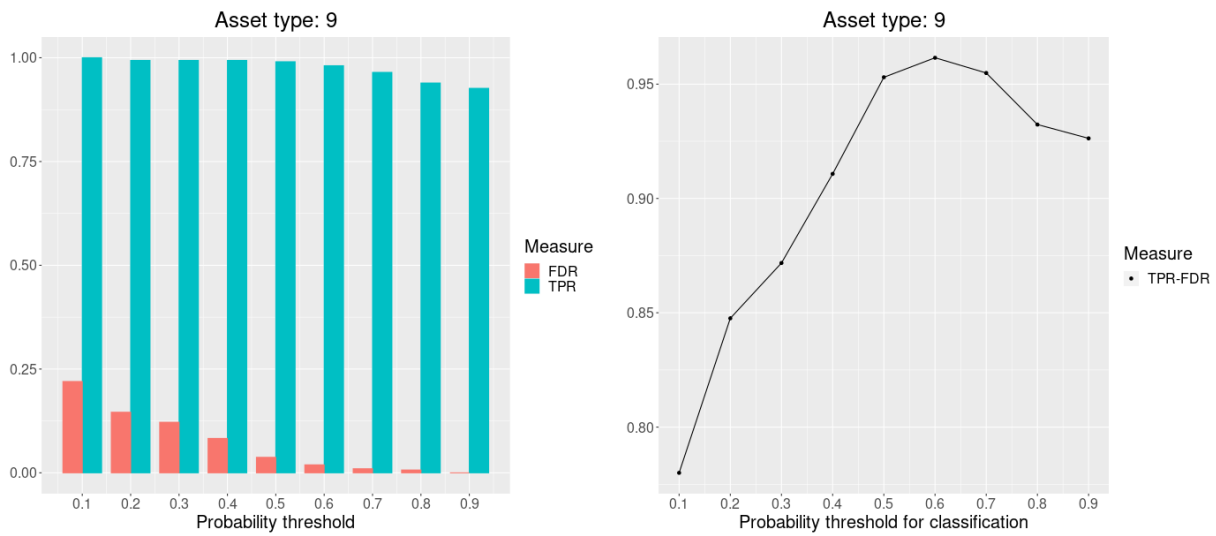 Asset type: 9
1.00
0.75
0.50
0.25
0.00
0.1 0.2 0.3 0.4 0.5 0.6 0.7 0.8 0.9
Probability threshold
Measure
FDR
TPR
Asset type: 9
0.95
0.90
0.85
0.80
0.1 0.2 0.3 0.4 0.5 0.6 0.7 0.8 0.9
Probability threshold for classification
Measure
TPR-FDR